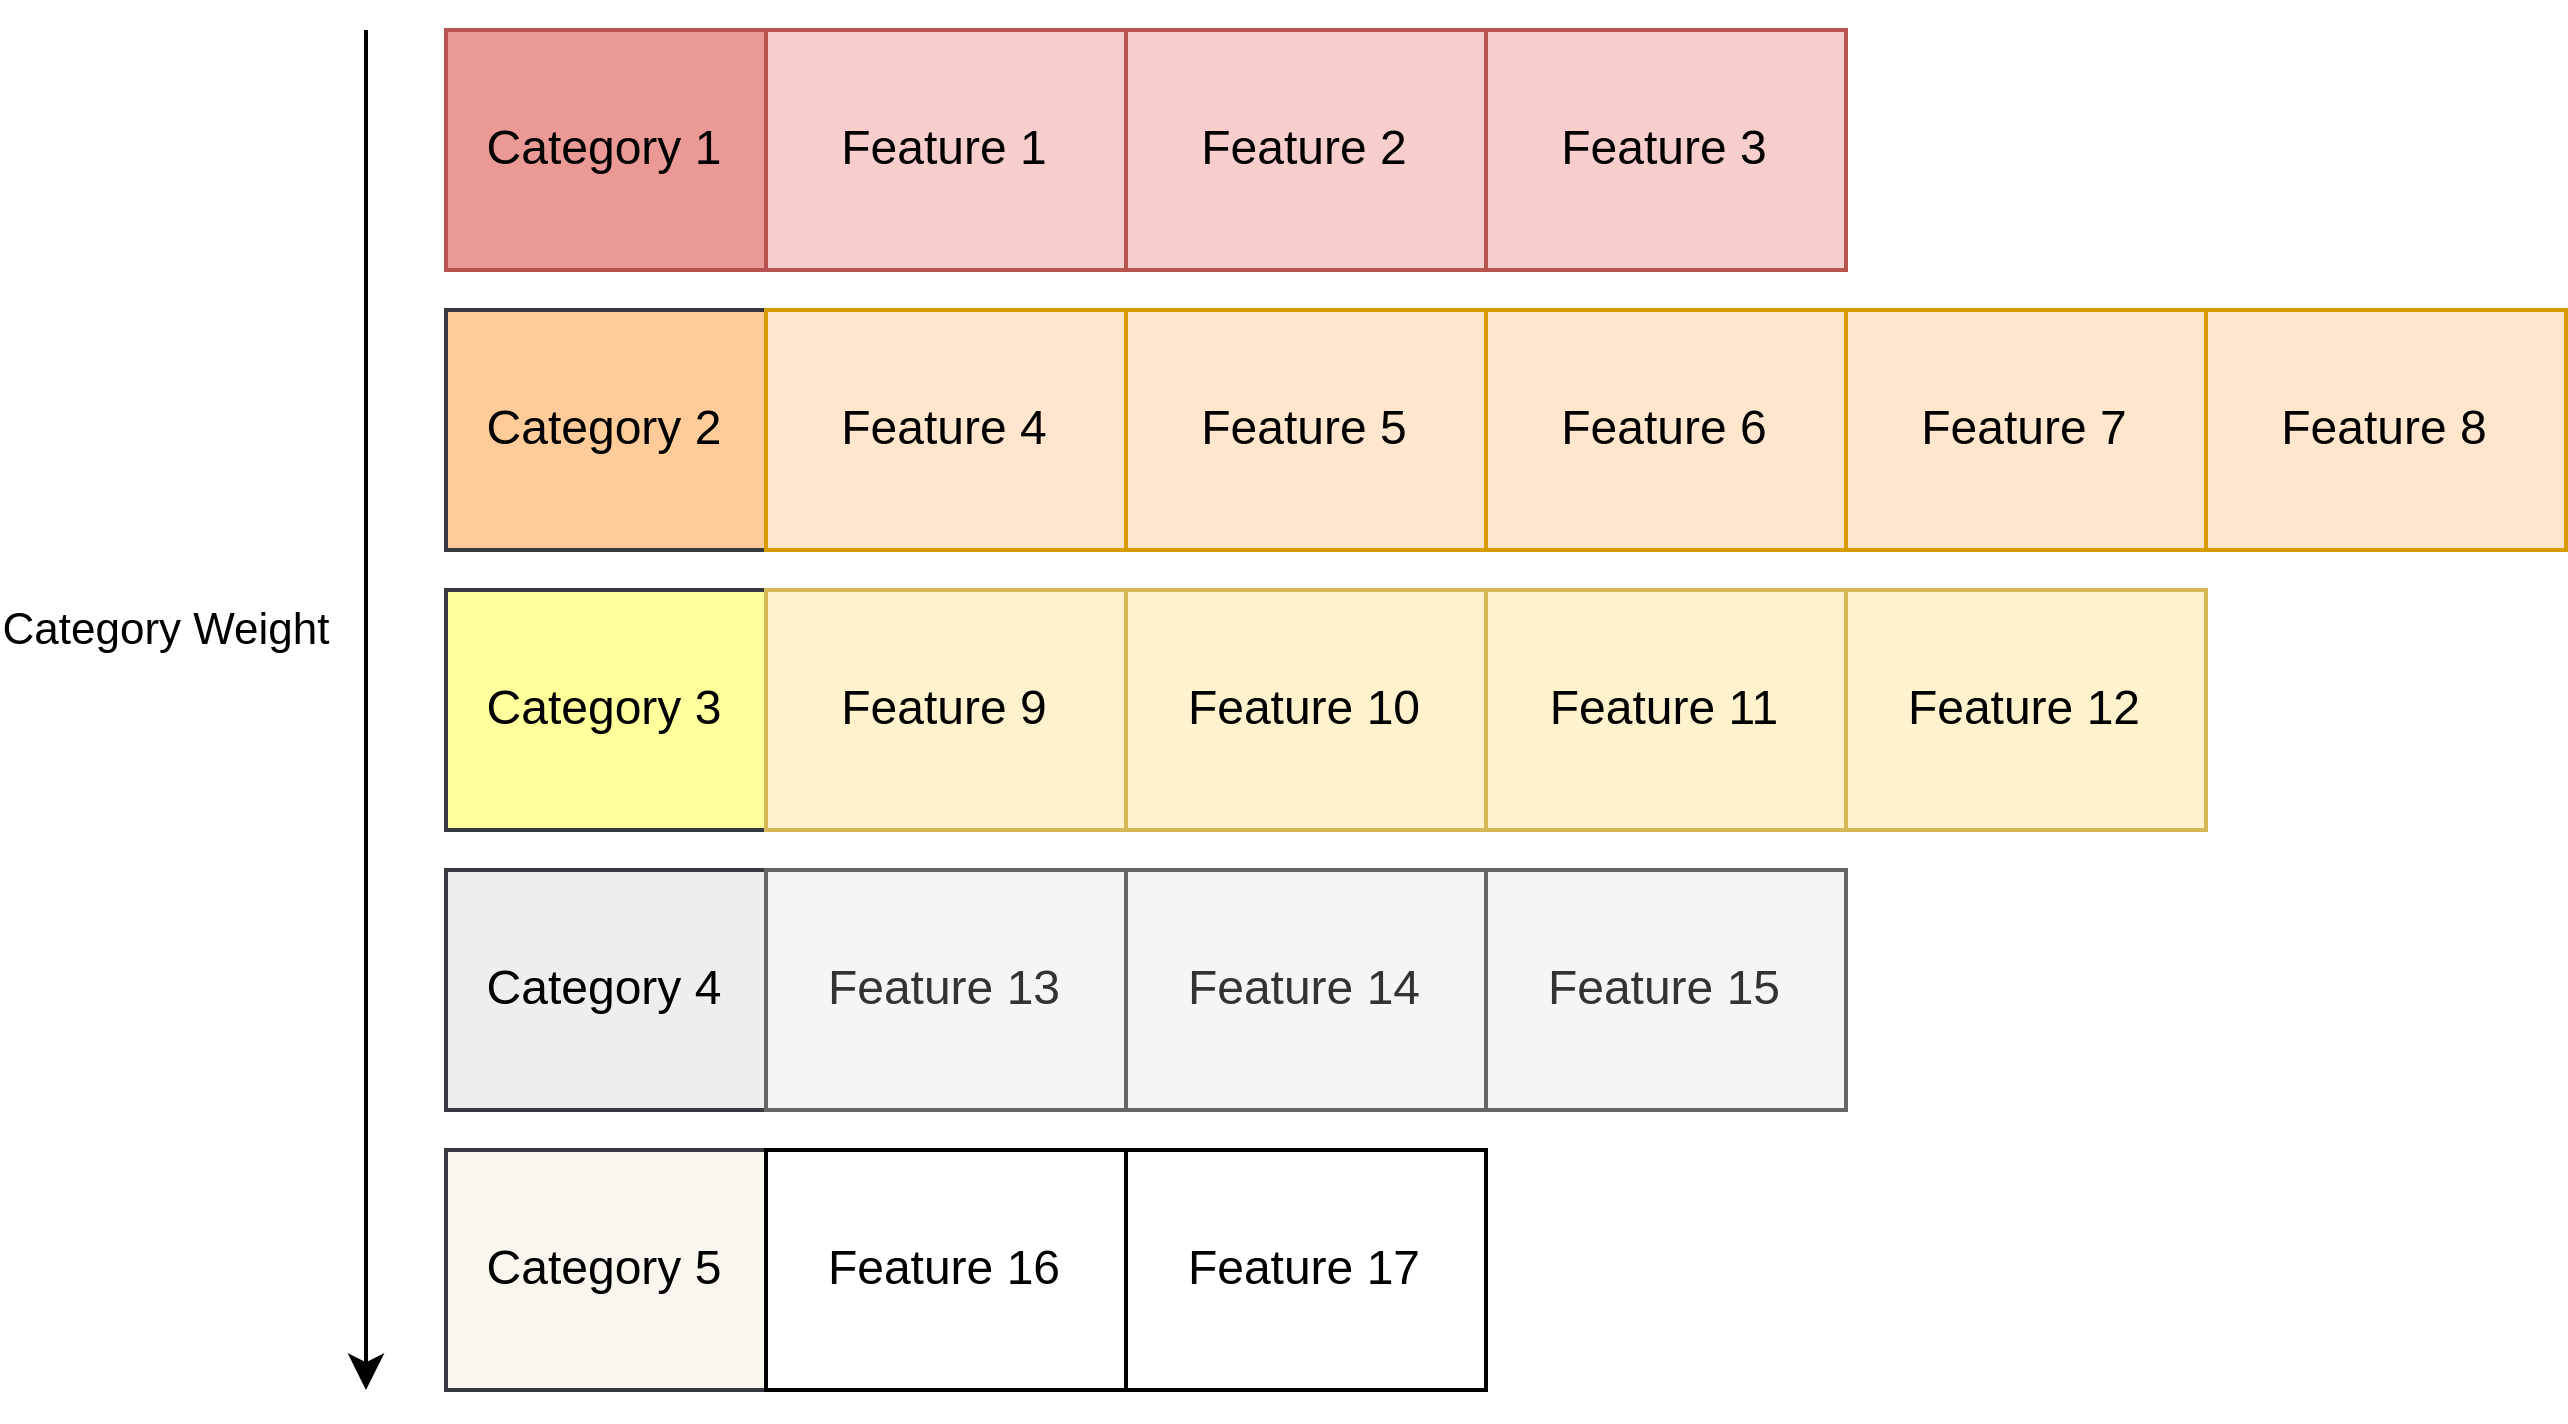 Category 1
Feature 1
Feature 2
Feature 3
Category 2
Feature 4
Feature 5
Feature 6
Feature 7
Feature 8
Category Weight
Category 3
Feature 9
Feature 10
Feature 11
Feature 12
Category 4
Feature 13
Feature 14
Feature 15
Category 5
Feature 16
Feature 17